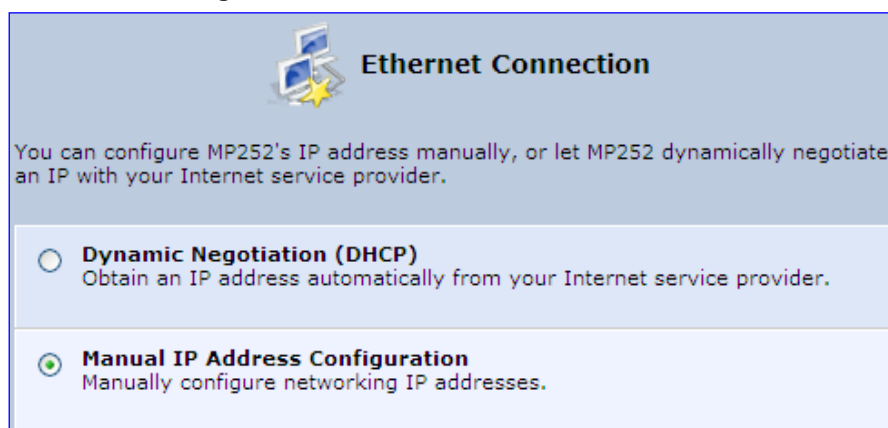 Ethernet Connection
You can configure MP252's IP address manually, or let MP252 dynamically negotiate
an IP with your Internet service provider.
Dynamic Negotiation (DHCP)
Obtain an IP address automatically from your Internet service provider.
Manual IP Address Configuration
Manually configure networking IP addresses.